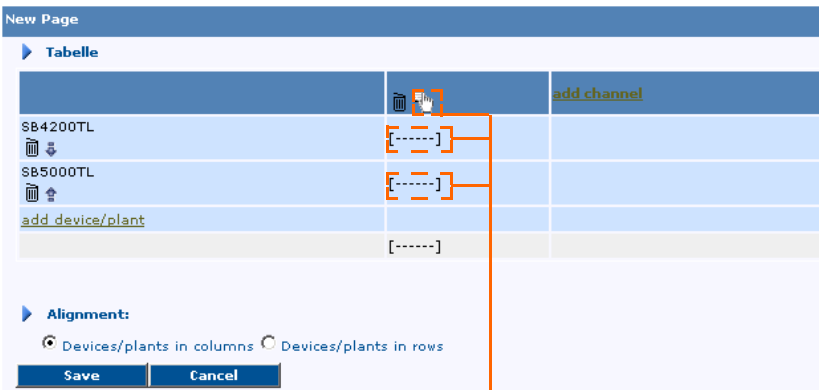 New Page
Tabelle
add channel
SB4200TL
[------]
SB5000TL
[------]
add device/plant
[------]
Alignment:
Devices/plants in columns Devices/plants in rows
Save Cancel